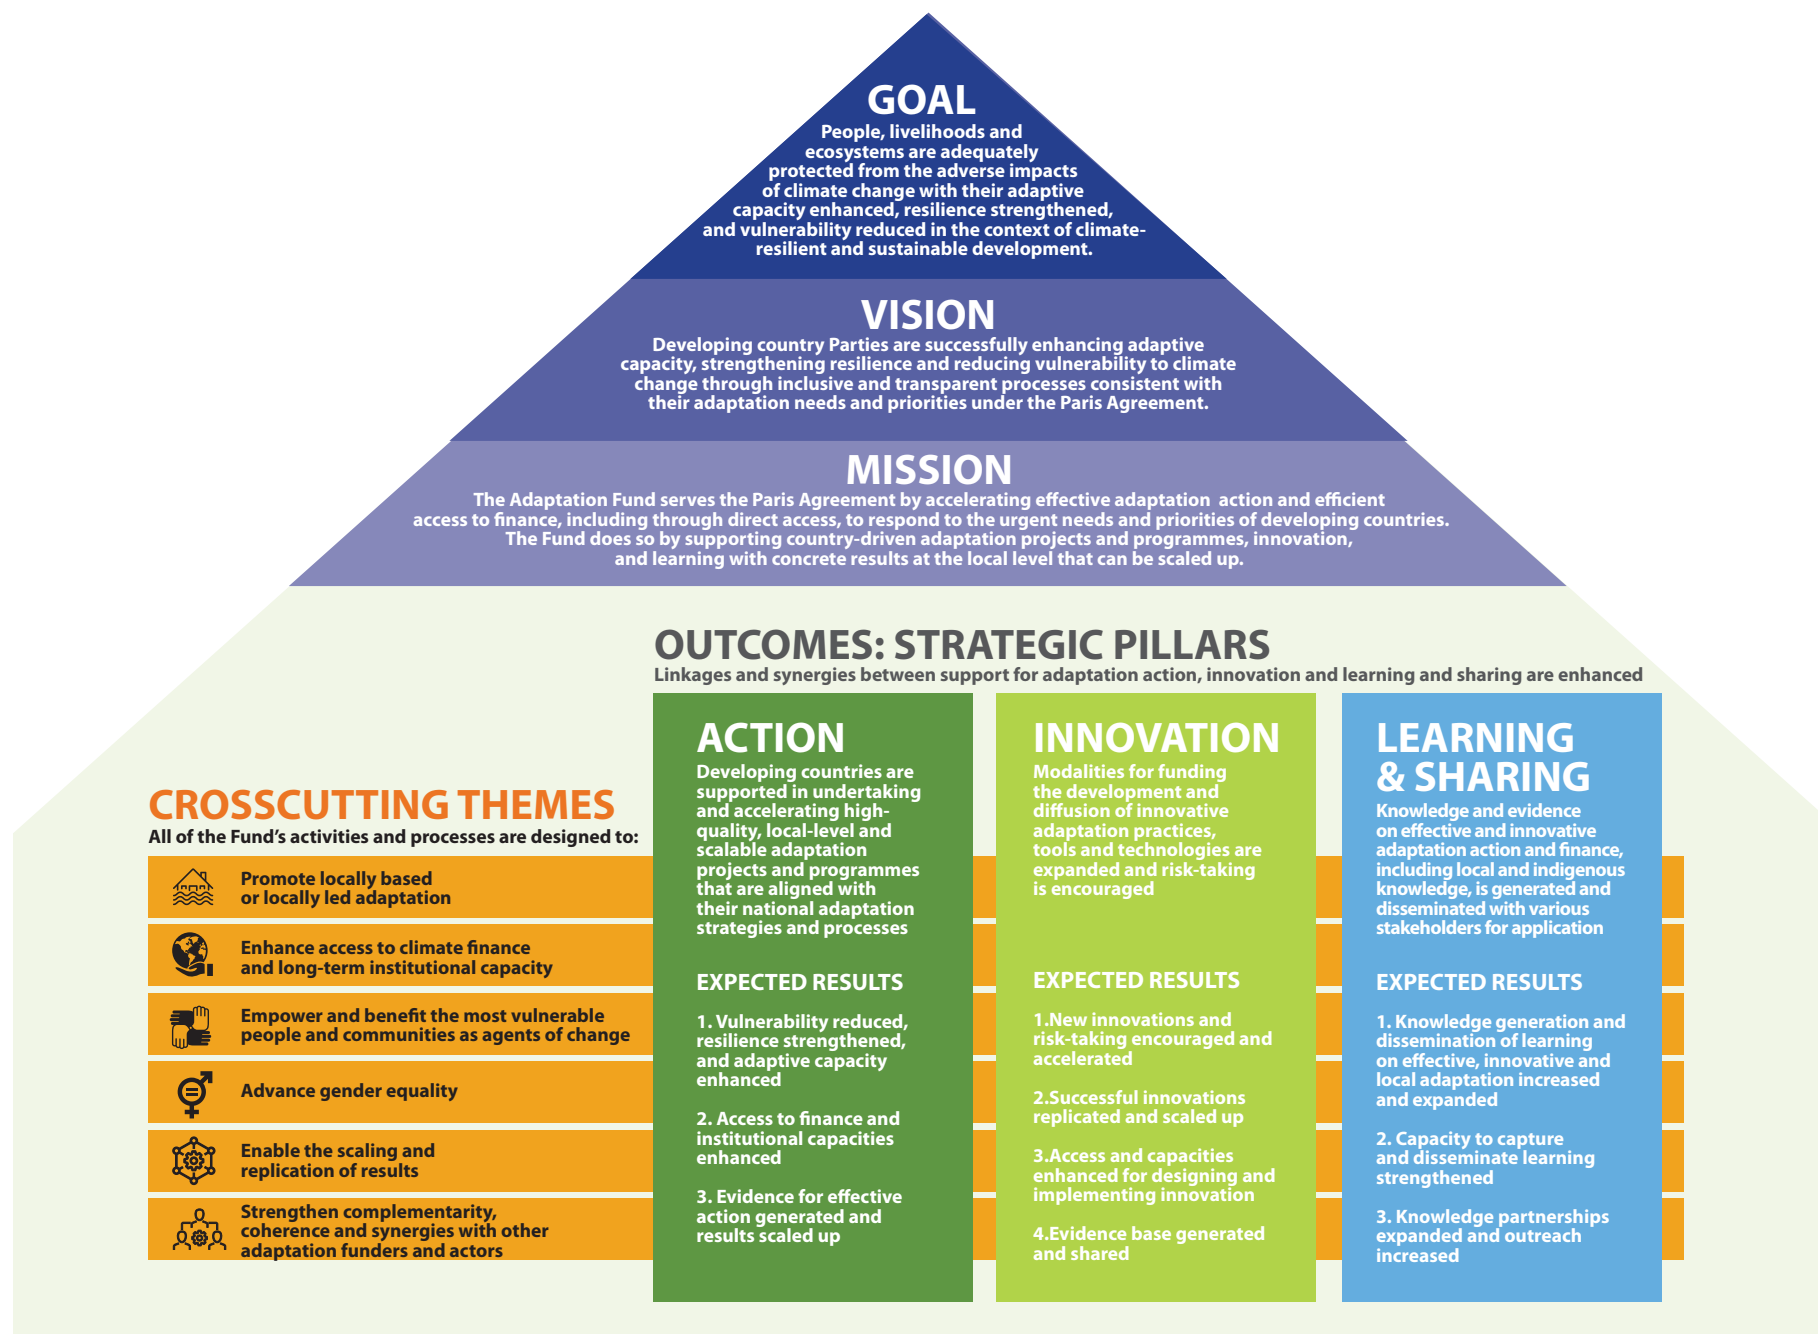 GOAL
People, livelihoods and
ecosystems are adequately
protected from the adverse impacts
of climate change with their adaptive
capacity enhanced, resilience strengthened,
and vulnerability reduced in the context of climate-
resilient and sustainable development.
VISION
Developing country Parties are successfully enhancing adaptive
capacity, strengthening resilience and reducing vulnerability to climate
change through inclusive and transparent processes consistent with
their adaptation needs and priorities under the Paris Agreement.
MISSION
The Adaptation Fund serves the Paris Agreement by accelerating effective adaptation action and efficient
access to finance, including through direct access, to respond to the urgent needs and priorities of developing countries.
The Fund does so by supporting country-driven adaptation projects and programmes, innovation,
and learning with concrete results at the local level that can be scaled up.
OUTCOMES: STRATEGIC PILLARS
Linkages and synergies between support for adaptation action, innovation and learning and sharing are enhanced
CROSSCUTTING THEMES
All of the Fund's activities and processes are designed to:
Promote locally based
or locally led adaptation
Enhance access to climate finance
and long-term institutional capacity
Empower and benefit the most vulnerable
people and communities as agents of change
Advance gender equality
Enable the scaling and
replication of results
Strengthen complementarity,
coherence and synergies with other
adaptation funders and actors
ACTION
Developing countries are
supported in undertaking
and accelerating high-
quality, local-level and
scalable adaptation
projects and programmes
that are aligned with
their national adaptation
strategies and processes
EXPECTED RESULTS
1. Vulnerability reduced,
resilience strengthened,
and adaptive capacity
enhanced
2. Access to finance and
institutional capacities
enhanced
3. Evidence for effective
action generated and
results scaled up
INNOVATION
Modalities for funding
the development and
diffusion of innovative
adaptation practices,
tools and technologies are
expanded and risk-taking
is encouraged
EXPECTED RESULTS
1.New innovations and
risk-taking encouraged and
accelerated
2.Successful innovations
replicated and scaled up
3.Access and capacities
enhanced for designing and
implementing innovation
4.Evidence base generated
and shared
LEARNING
& SHARING
Knowledge and evidence
on effective and innovative
adaptation action and finance,
including local and indigenous
knowledge, is generated and
disseminated with various
stakeholders for application
EXPECTED RESULTS
1. Knowledge generation and
dissemination of learning
on effective, innovative and
local adaptation increased
and expanded
2. Capacity to capture
and disseminate learning
strengthened
3. Knowledge partnerships
expanded and outreach
increased